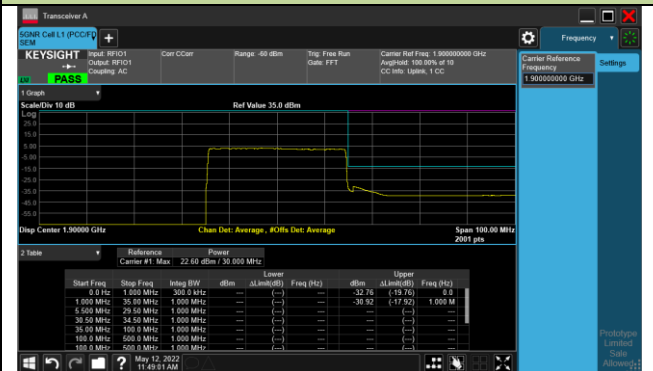 Transceiver A
5GNR Cell L1 (PCC/F
SEM
Frequency
KEYSIGHT Input: RFIO1 Corr CCorr Range: -60 dBm Trig: Free Run Carrier Ref Freq: 1.900000000 GHz
Output: RFIO1 Gate: FFT Avg|Hold: 100.00% of 10
Coupling: AC CC Info: Uplink, 1 CC
PASS
Carrier Reference
Frequency
1.900000000 GHz
Settings
1 Graph
Scale/Div 10 dB Ref Value 35.0 dBm
Log
25.0
15.0
5.00
-5.00
-15.0
-25.0
-35.0
-45.0
-55.0
Disp Center 1.90000 GHz Chan Det: Average , #Offs Det: Average Span 100.00 MHz
2001 pts
2 Table Reference Power
Carrier #1: Max 22.60 dBm / 30.000 MHz
Lower Upper
Start Freq Stop Freq Integ BW dBm ΔLimit(dB) Freq (Hz) dBm ΔLimit(dB) Freq (Hz)
0.0 Hz 1.000 MHz 300.0 kHz --- (---) --- -32.76 (-19.76) 0.0
1.000 MHz 35.00 MHz 1.000 MHz --- (---) --- -30.92 (-17.92) 1.000 M
5.500 MHz 29.50 MHz 1.000 MHz --- (---) --- --- (---) ---
30.50 MHz 34.50 MHz 1.000 MHz --- (---) --- --- (---) ---
35.00 MHz 100.0 MHz 1.000 MHz --- (---) --- --- (---) ---
100.0 MHz 500.0 MHz 1.000 MHz --- (---) --- --- (---) ---
100.0 MHz 500.0 MHz 1.000 MHz --- (---) --- --- (---) ---
Prototype
Limited
Sale
Allowed
? May 12, 2022
11:49:01 AM